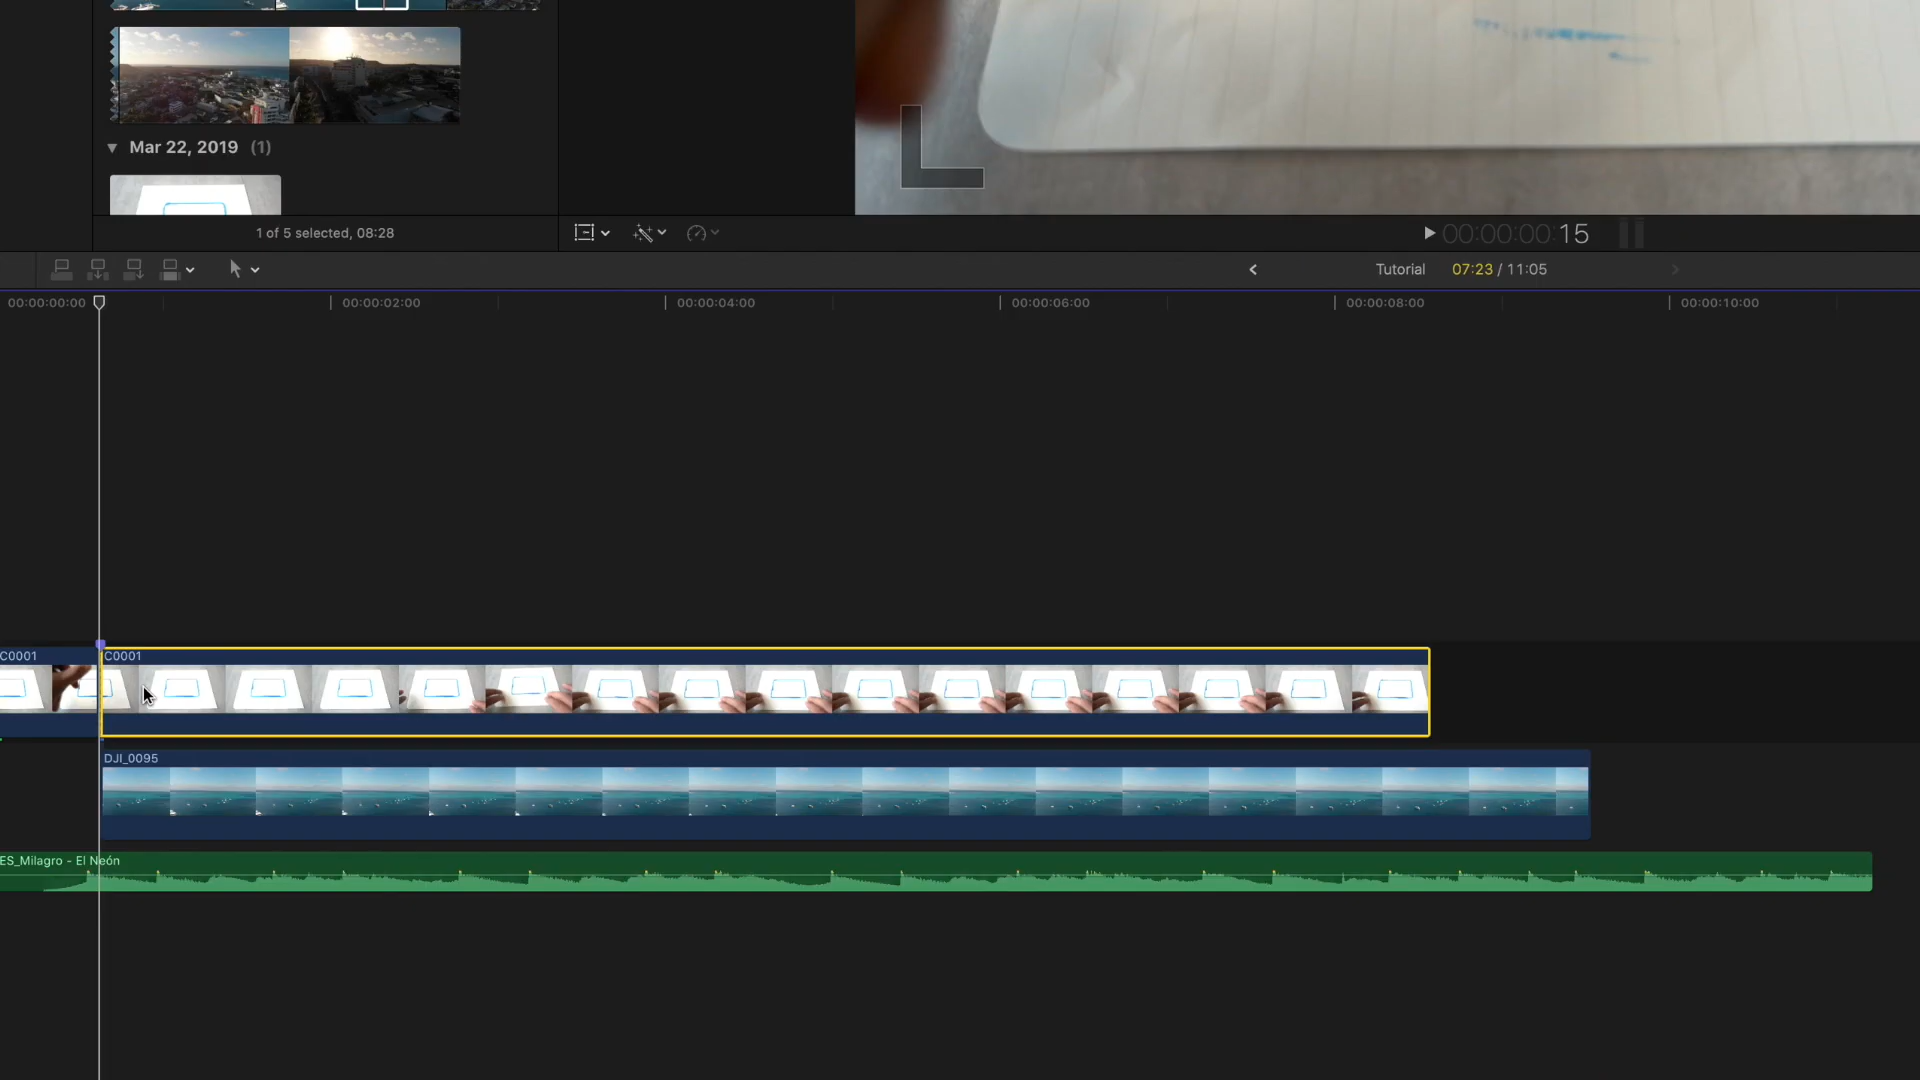 Mar 22, 2019 (1)
1 of 5 selected, 08:28
00:00:00:00 15
Tutorial 07:23 / 11:05
00:00:00:00 00:00:02:00 00:00:04:00 00:00:06:00 00:00:08:00 00:00:10:00
C0001 C0001
DJI_0095
ES_Milagro - El Neón